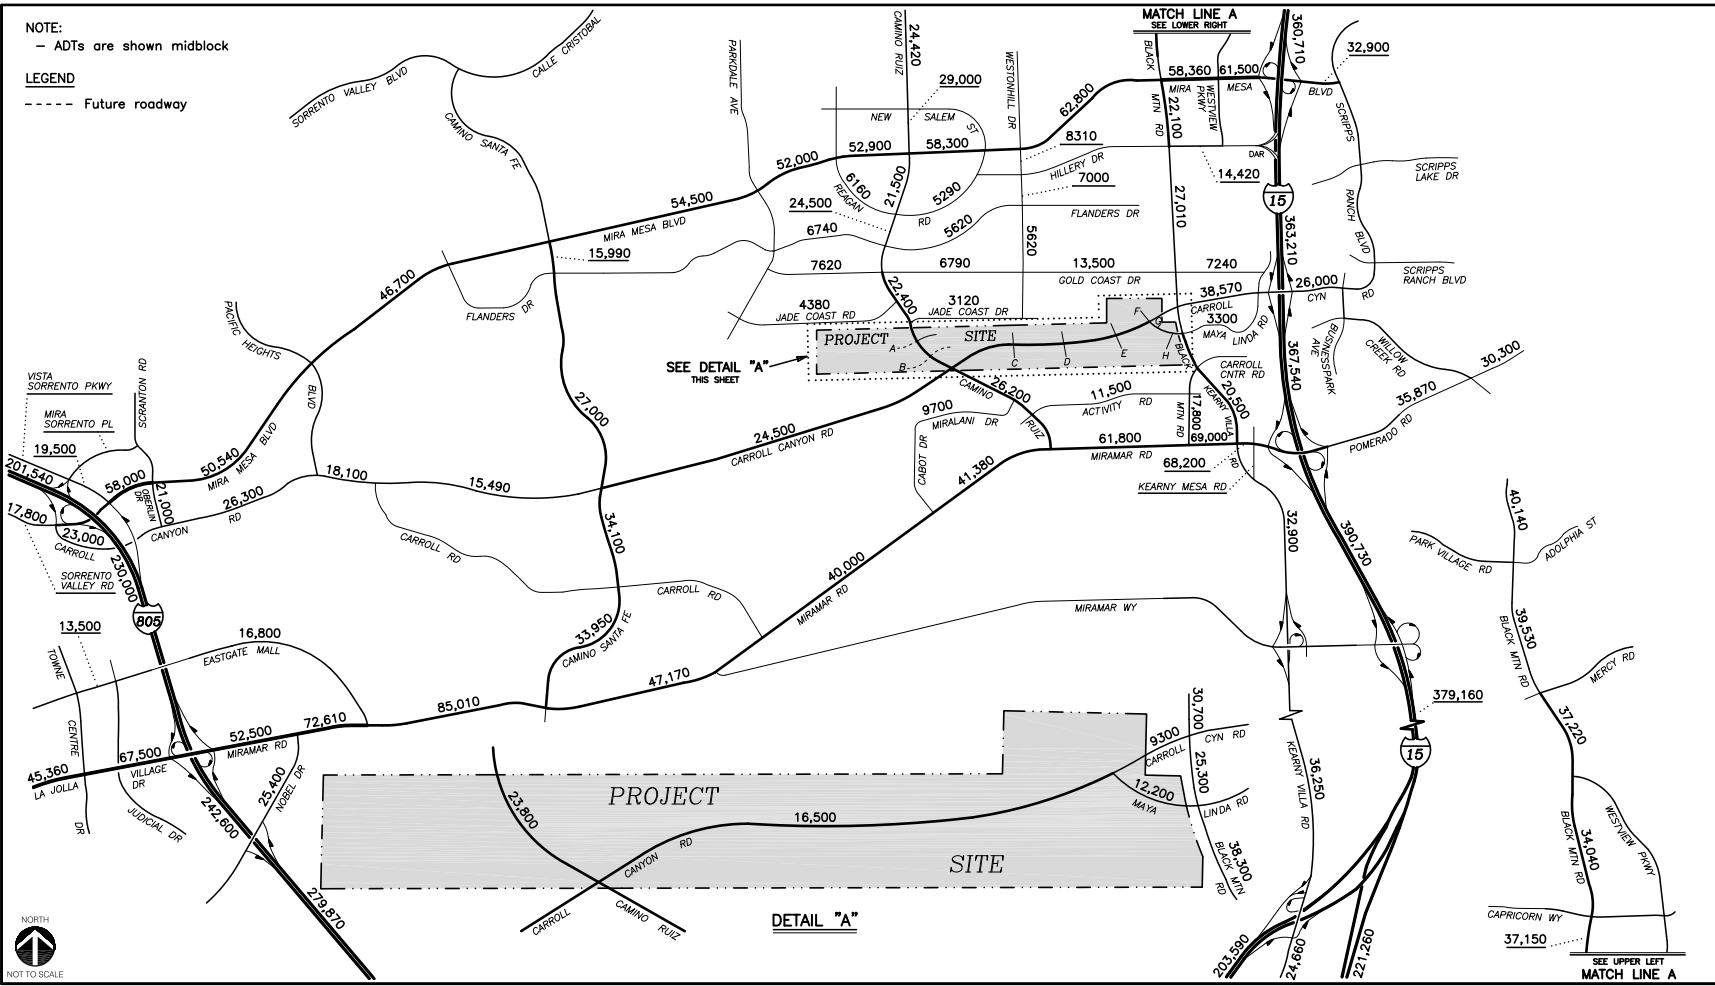 NOTE:
– ADTs are shown midblock
LEGEND
----- Future roadway
SORRENTO VALLEY BLVD
CALLE CRISTOBAL
CAMINO SANTA FE
PARKDALE AVE
24,420
CAMINO RUIZ
29,000
WESTONHILL DR
NEW SALEM ST
MATCH LINE A
SEE LOWER RIGHT
BLACK MTN RD
58,360
61,500
MIRA MESA BLVD
WESTVIEW PKWY
22,100
360,710
32,900
SCRIPPS RANCH BLVD
62,800
8310
HILLERY DR
7000
DAR
14,420
SCRIPPS
LAKE DR
15
52,000
52,900
58,300
54,500
MIRA MESA BLVD
6160
REAGAN RD
21,500
5290
24,500
6740
5620
FLANDERS DR
27,010
5620
363,210
15,990
46,700
FLANDERS DR
7620
6790
13,500
7240
GOLD COAST DR
SCRIPPS
RANCH BLVD
38,570
26,000
CARROLL CYN RD
22,400
4380
JADE COAST RD
3120
JADE COAST DR
3300
MAYA LINDA RD
PACIFIC HEIGHTS BLVD
PROJECT SITE
A
B
C
D
E
F
G
H
SEE DETAIL "A"
THIS SHEET
BLACK MTN RD
CARROLL
CNTR RD
BUSINESSPARK AVE
WILLOW CREEK RD
30,300
35,870
POMERADO RD
367,540
VISTA
SORRENTO PKWY
SCRANTON RD
MIRA
SORRENTO PL
19,500
201,540
17,800
58,000
50,540
MIRA MESA BLVD
OBERLIN DR
21,000
26,300
23,000
CARROLL CANYON RD
18,100
15,490
27,000
24,500
CARROLL CANYON RD
CAMINO RUIZ
26,200
9700
MIRALANI DR
CABOT DR
11,500
ACTIVITY RD
17,800
20,500
KEARNY VILLA RD
61,800
69,000
MIRAMAR RD
68,200
KEARNY MESA RD
41,380
34,100
CARROLL RD
CARROLL RD
40,000
MIRAMAR RD
32,900
390,730
SORRENTO
VALLEY RD
230,000
805
13,500
16,800
EASTGATE MALL
33,950
CAMINO SANTA FE
MIRAMAR WY
40,140
PARK VILLAGE RD
ADOLPHIA ST
39,530
BLACK MTN RD
MERCY RD
TOWNE CENTRE DR
47,170
85,010
72,610
52,500
MIRAMAR RD
67,500
45,360
LA JOLLA VILLAGE DR
JUDICIAL DR
25,400
NOBEL DR
242,600
279,870
379,160
15
37,220
KEARNY VILLA RD
36,250
30,700
9300
CARROLL CYN RD
25,300
12,200
MAYA LINDA RD
38,300
BLACK MTN RD
PROJECT
SITE
23,800
16,500
CARROLL CANYON RD
CAMINO RUIZ
DETAIL "A"
WESTVIEW PKWY
BLACK MTN RD
34,040
CAPRICORN WY
37,150
203,590
24,660
221,260
SEE UPPER LEFT
MATCH LINE A
NORTH
NOT TO SCALE